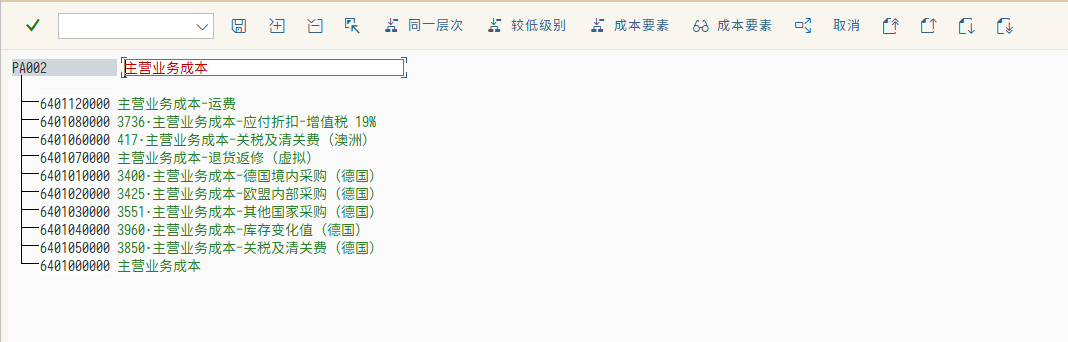 同一层次 较低级别 成本要素 成本要素 取消
PA002 主营业务成本
6401120000 主营业务成本-运费
6401080000 3736·主营业务成本-应付折扣-增值税 19%
6401060000 417·主营业务成本-关税及清关费（澳洲）
6401070000 主营业务成本-退货返修（虚拟）
6401010000 3400·主营业务成本-德国境内采购（德国）
6401020000 3425·主营业务成本-欧盟内部采购（德国）
6401030000 3551·主营业务成本-其他国家采购（德国）
6401040000 3960·主营业务成本-库存变化值（德国）
6401050000 3850·主营业务成本-关税及清关费（德国）
6401000000 主营业务成本